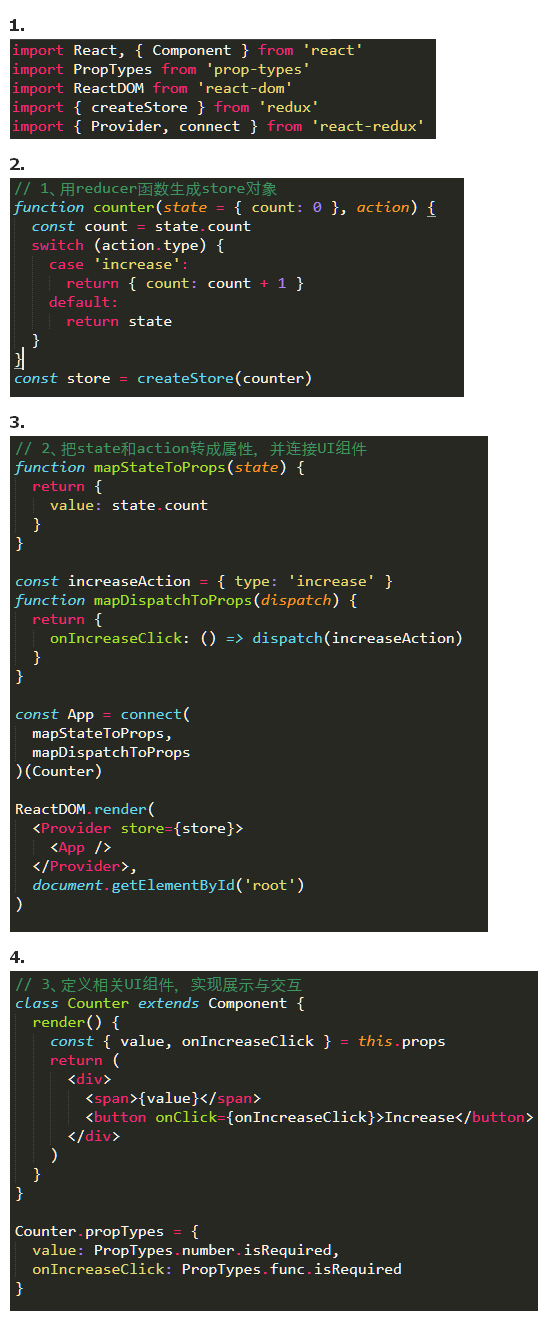 1.
import React, { Component } from 'react'
import PropTypes from 'prop-types'
import ReactDOM from 'react-dom'
import { createStore } from 'redux'
import { Provider, connect } from 'react-redux'
2.
// 1、用reducer函数生成store对象
function counter(state = { count: 0 }, action) {
  const count = state.count
  switch (action.type) {
    case 'increase':
      return { count: count + 1 }
    default:
      return state
  }
}
const store = createStore(counter)
3.
// 2、把state和action转成属性，并连接UI组件
function mapStateToProps(state) {
  return {
    value: state.count
  }
}

const increaseAction = { type: 'increase' }
function mapDispatchToProps(dispatch) {
  return {
    onIncreaseClick: () => dispatch(increaseAction)
  }
}

const App = connect(
  mapStateToProps,
  mapDispatchToProps
)(Counter)

ReactDOM.render(
  <Provider store={store}>
    <App />
  </Provider>,
  document.getElementById('root')
)
4.
// 3、定义相关UI组件，实现展示与交互
class Counter extends Component {
  render() {
    const { value, onIncreaseClick } = this.props
    return (
      <div>
        <span>{value}</span>
        <button onClick={onIncreaseClick}>Increase</button>
      </div>
    )
  }
}

Counter.propTypes = {
  value: PropTypes.number.isRequired,
  onIncreaseClick: PropTypes.func.isRequired
}